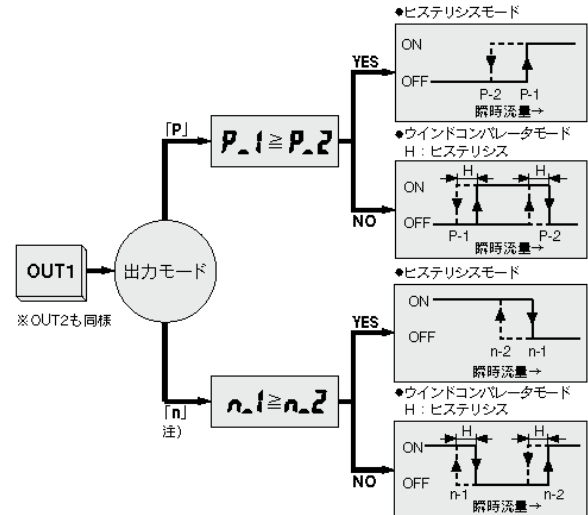 ●ヒステリシスモード
ON
OFF
P-2 P-1
瞬時流量→
YES
「P」
P_1≧P_2
●ウインドコンパレータモード
H：ヒステリシス
H H
ON
OFF
P-1 P-2
瞬時流量→
NO
OUT1
出力モード
※OUT2も同様
●ヒステリシスモード
ON
OFF
n-2 n-1
瞬時流量→
YES
「n」
注)
n_1≧n_2
●ウインドコンパレータモード
H：ヒステリシス
H H
ON
OFF
n-1 n-2
瞬時流量→
NO